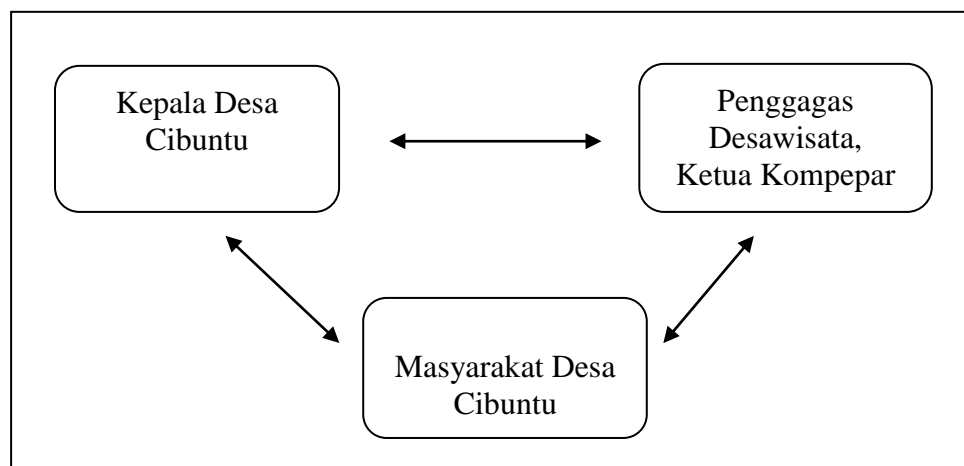 Kepala Desa
Cibuntu
Penggagas
Desawisata,
Ketua Kompepar
Masyarakat Desa
Cibuntu